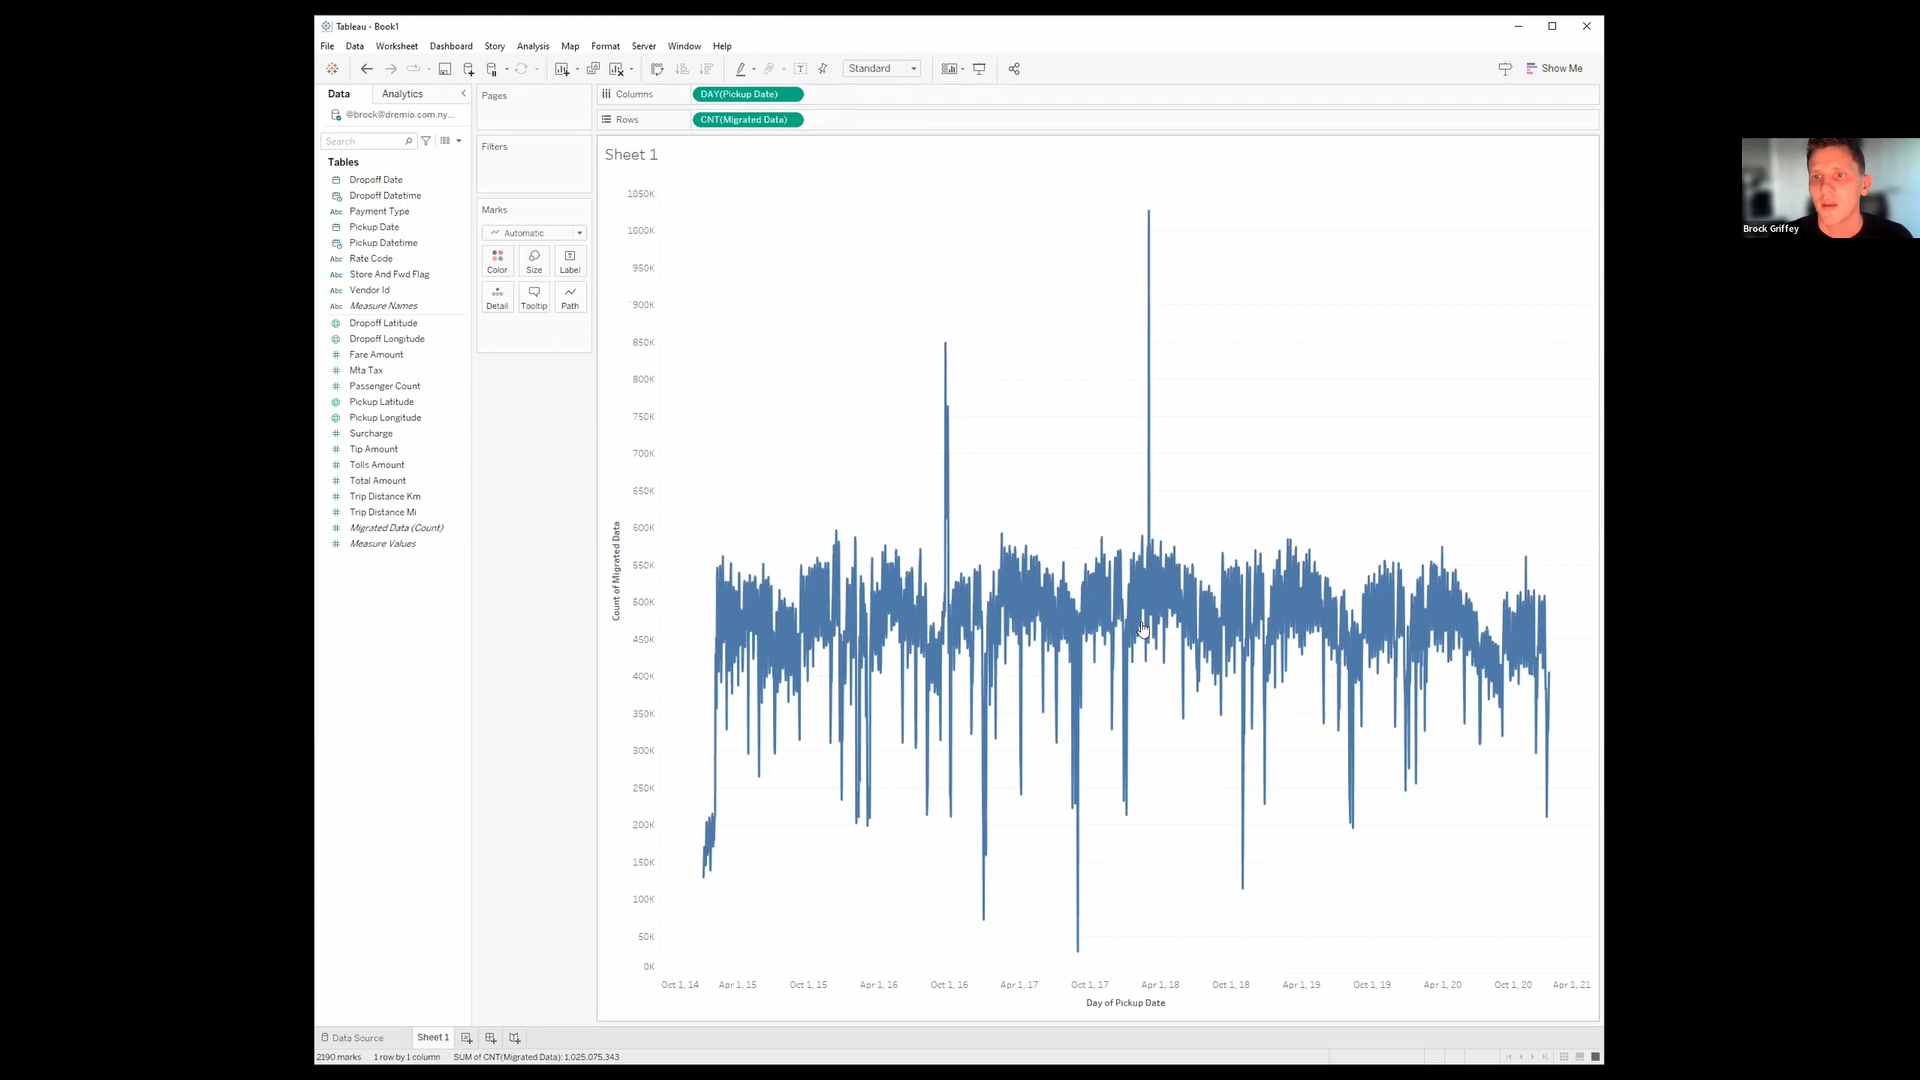 Tableau - Book1
File Data Worksheet Dashboard Story Analysis Map Format Server Window Help
Standard
Show Me
Data Analytics
@brock@dremio.com.ny...
Search
Tables
Dropoff Date
Dropoff Datetime
Abc Payment Type
Pickup Date
Pickup Datetime
Abc Rate Code
Abc Store And Fwd Flag
Abc Vendor Id
Abc Measure Names
Dropoff Latitude
Dropoff Longitude
# Fare Amount
# Mta Tax
# Passenger Count
Pickup Latitude
Pickup Longitude
# Surcharge
# Tip Amount
# Tolls Amount
# Total Amount
# Trip Distance Km
# Trip Distance Mi
# Migrated Data (Count)
# Measure Values
Pages
Filters
Marks
Automatic
Color Size Label
Detail Tooltip Path
Columns DAY(Pickup Date)
Rows CNT(Migrated Data)
Sheet 1
Count of Migrated Data
1050K
1000K
950K
900K
850K
800K
750K
700K
650K
600K
550K
500K
450K
400K
350K
300K
250K
200K
150K
100K
50K
0K
Oct 1, 14 Apr 1, 15 Oct 1, 15 Apr 1, 16 Oct 1, 16 Apr 1, 17 Oct 1, 17 Apr 1, 18 Oct 1, 18 Apr 1, 19 Oct 1, 19 Apr 1, 20 Oct 1, 20 Apr 1, 21
Day of Pickup Date
Data Source Sheet 1
2190 marks 1 row by 1 column SUM of CNT(Migrated Data): 1,025,075,343
Brock Griffey